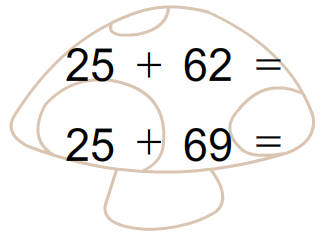 25 + 62 =
25 + 69 =